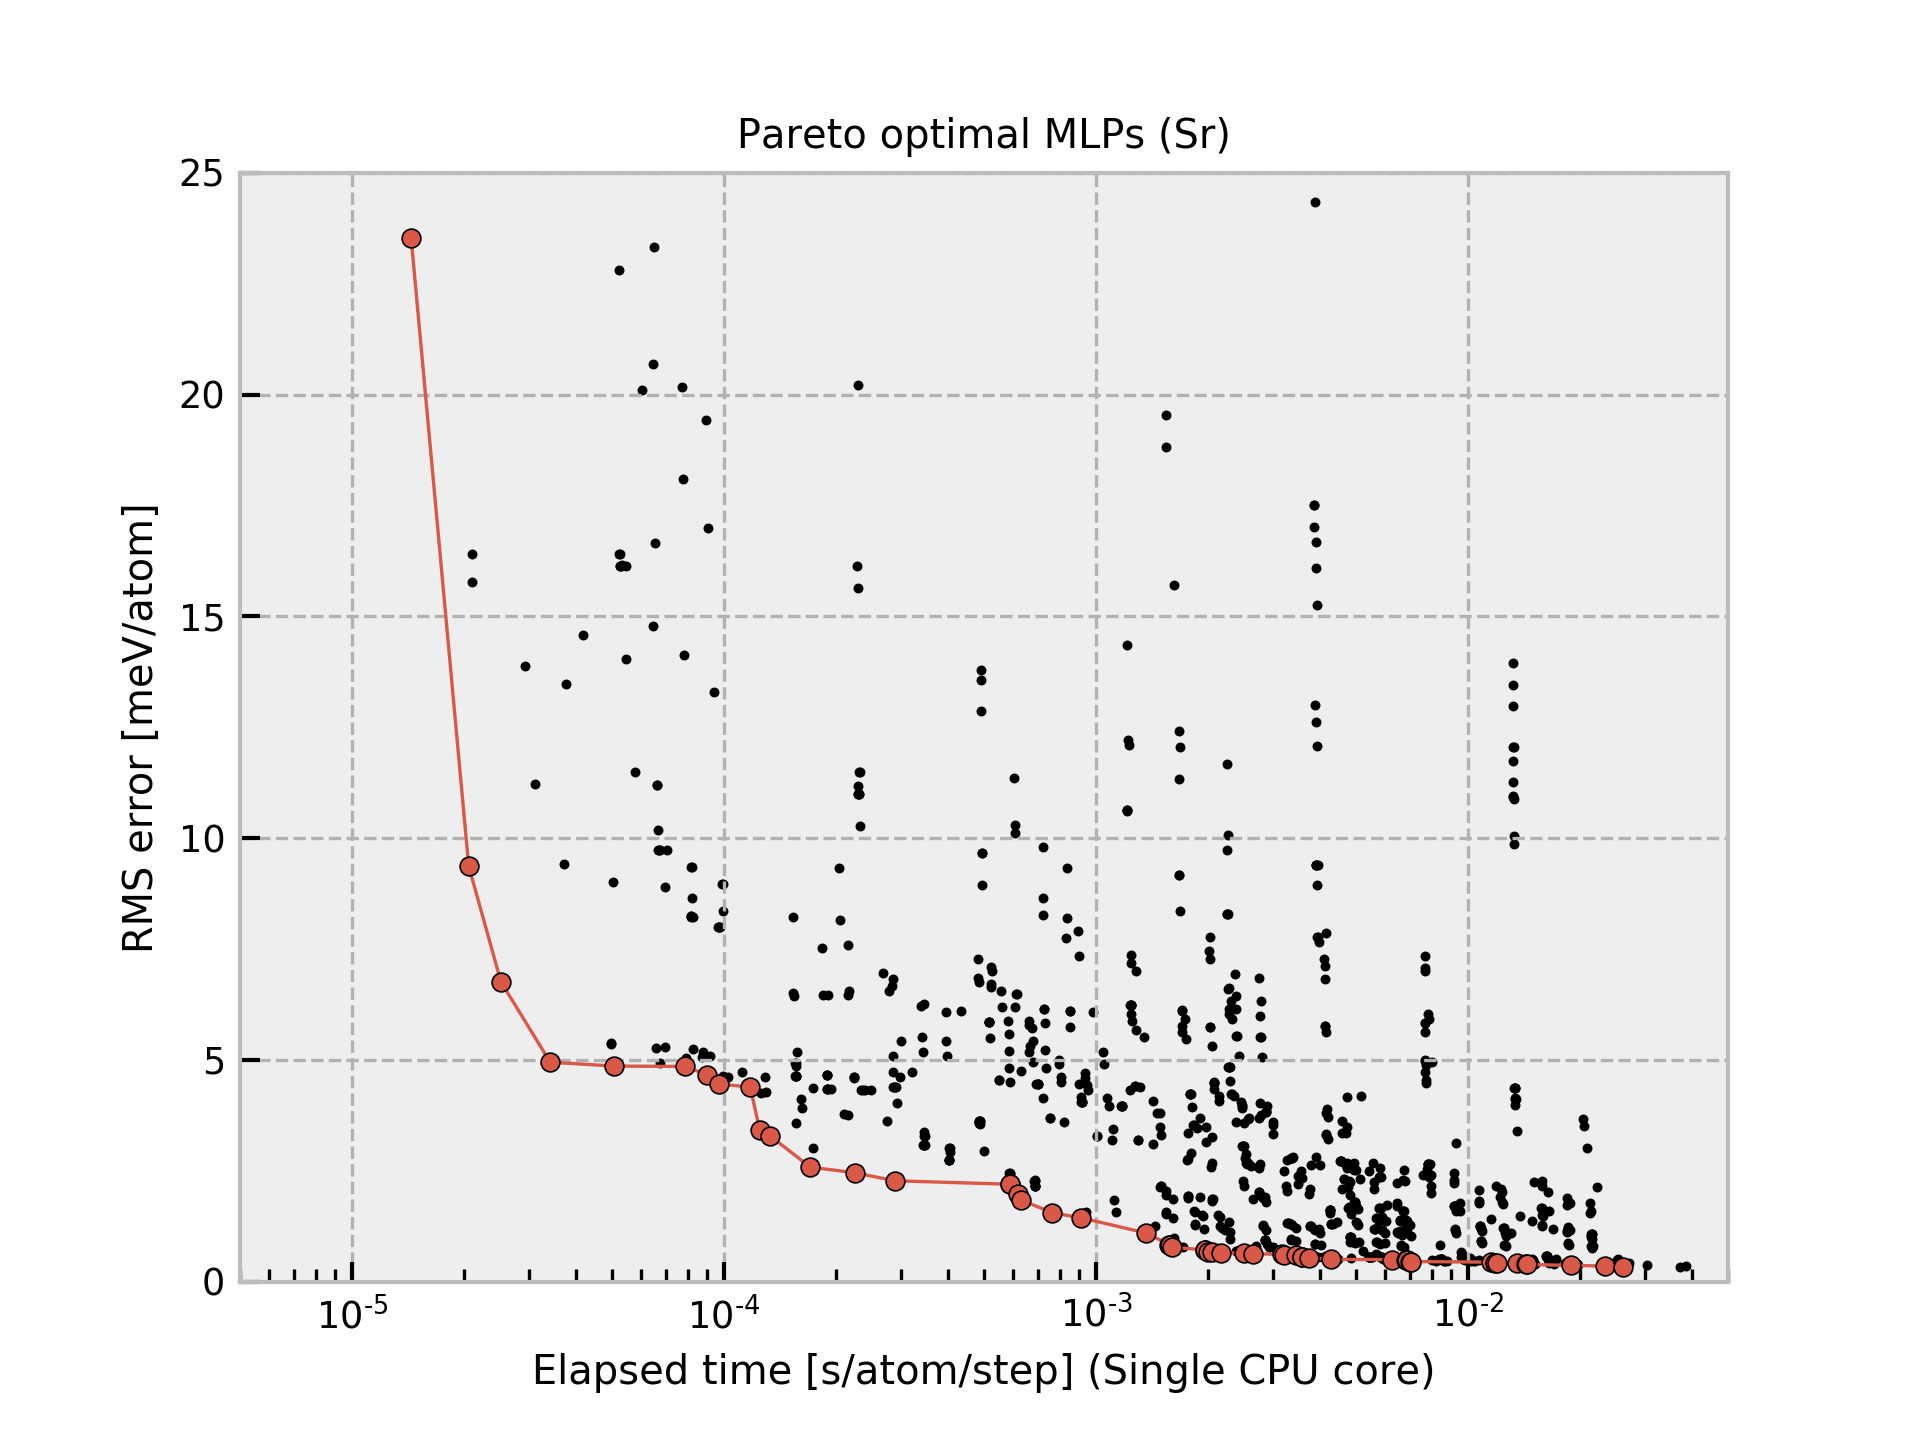 Pareto optimal MLPs (Sr)
25
20
15
10
5
0
RMS error [meV/atom]
10-5 10-4 10-3 10-2
Elapsed time [s/atom/step] (Single CPU core)